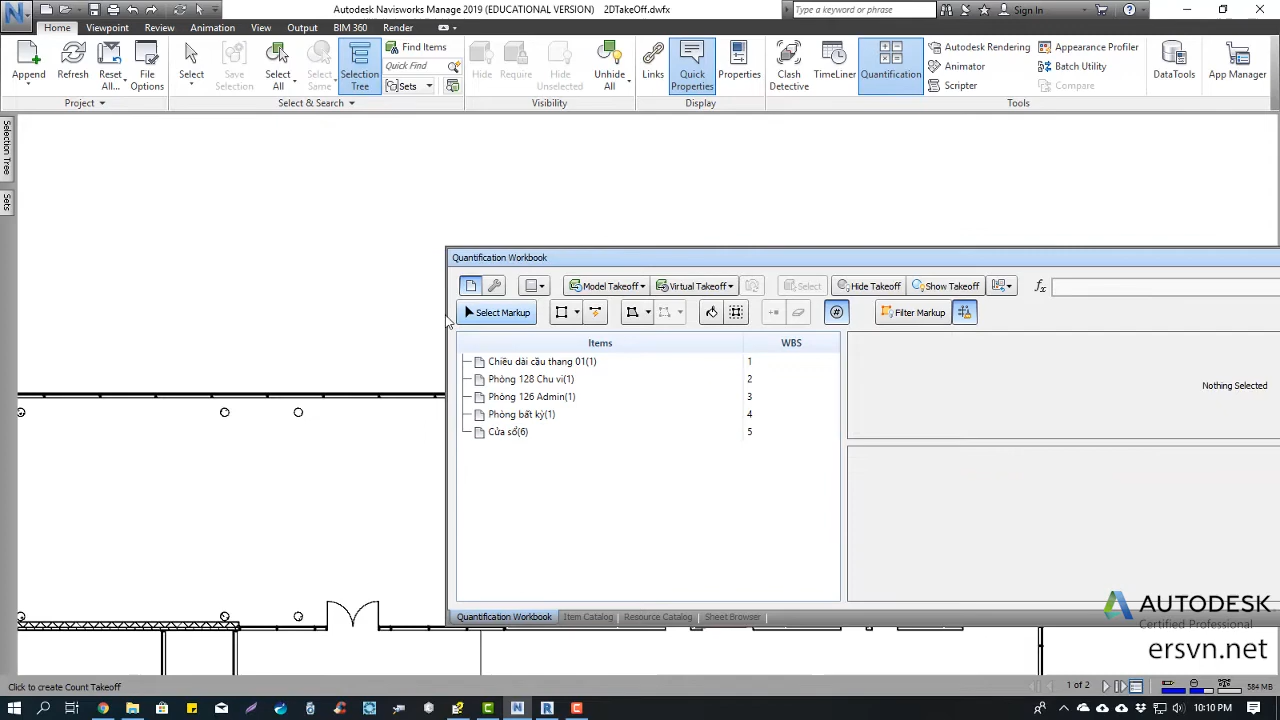 Autodesk Navisworks Manage 2019 (EDUCATIONAL VERSION) 2DTakeOff.dwfx
Type a keyword or phrase
Sign In
Home Viewpoint Review Animation View Output BIM 360 Render
Append
Refresh
Reset All...
File Options
Project
Select
Save Selection
Select All
Select Same
Selection Tree
Find Items
Quick Find
Sets
Select & Search
Hide
Require
Hide Unselected
Unhide All
Visibility
Links
Quick Properties
Properties
Display
Clash Detective
TimeLiner
Quantification
Autodesk Rendering
Animator
Scripter
Appearance Profiler
Batch Utility
Compare
DataTools
App Manager
Tools
Selection Tree
Sets
Quantification Workbook
Model Takeoff
Virtual Takeoff
Select
Hide Takeoff
Show Takeoff
fx
Select Markup
Filter Markup
Items WBS
Chiều dài cầu thang 01(1) 1
Phòng 128 Chu vi(1) 2
Phòng 126 Admin(1) 3
Phòng bất kỳ(1) 4
Cửa sổ(6) 5
Nothing Selected
Quantification Workbook Item Catalog Resource Catalog Sheet Browser
AUTODESK
Certified Professional
ersvn.net
Click to create Count Takeoff
1 of 2
584 MB
10:10 PM